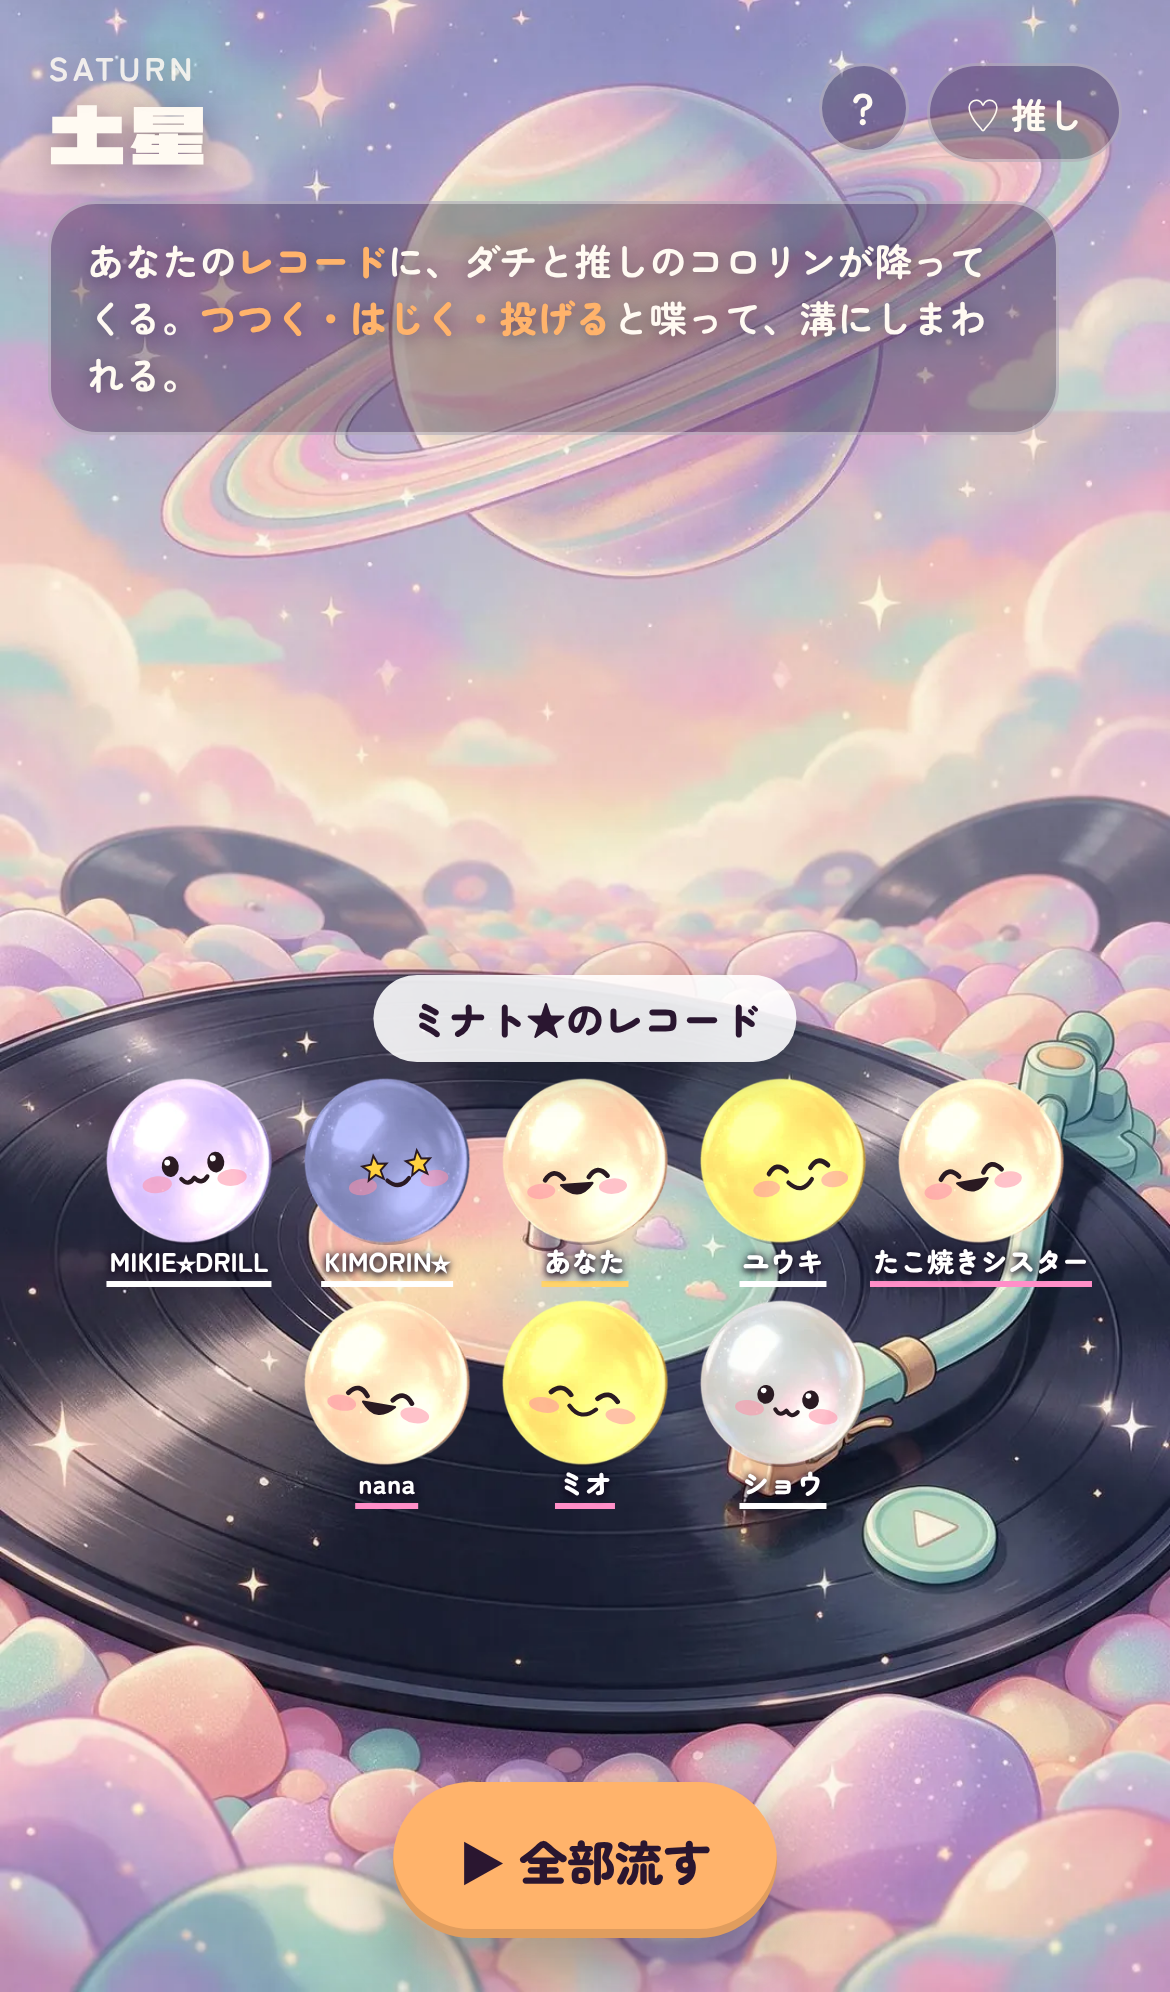 SATURN
土星
?
♡ 推し
あなたのレコードに、ダチと推しのコロリンが降って
くる。つつく・はじく・投げると喋って、溝にしまわ
れる。
ミナト★のレコード
MIKIE★DRILL
KIMORIN★
あなた
ユウキ
たこ焼きシスター
nana
ミオ
ショウ
▶ 全部流す